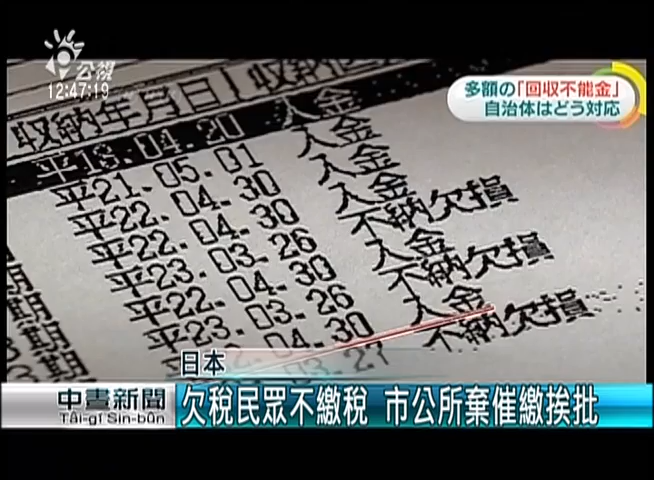 公視
12:47:19
多額の「回収不能金」
自治体はどう対応
収納年月日
入金
平21.05.01 入金
平22.04.30 入金
平22.04.30 不納欠損
平23.03.26 入金
平22.04.30 不納欠損
平23.03.26 入金
04.30 不納欠損
日本
中晝新聞
Tâi-gí Sin-bûn
欠稅民眾不繳稅 市公所棄催繳挨批